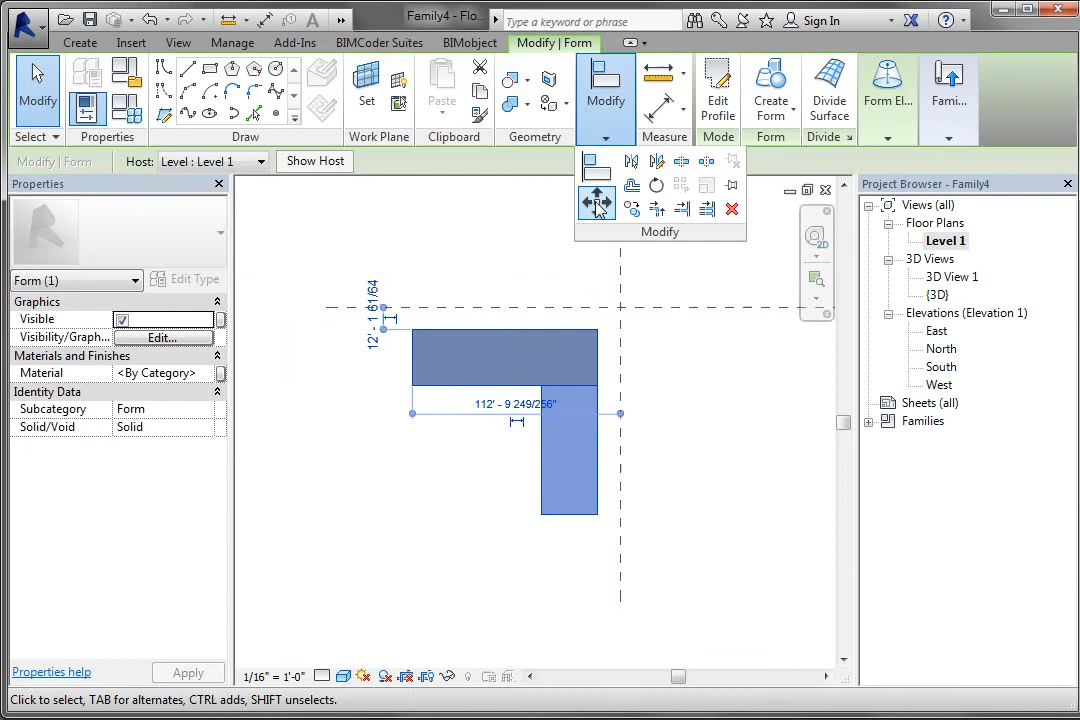 Family4 - Flo...
Type a keyword or phrase
Sign In
Create
Insert
View
Manage
Add-Ins
BIMCoder Suites
BIMobject
Modify | Form
Modify
Set
Paste
Modify
Edit
Profile
Create
Form
Divide
Surface
Form El...
Fami...
Select
Properties
Draw
Work Plane
Clipboard
Geometry
Measure
Mode
Form
Divide
Modify | Form
Host:
Level : Level 1
Show Host
Modify
Properties
Form (1)
Edit Type
Graphics
Visible
Visibility/Graph...
Edit...
Materials and Finishes
Material
<By Category>
Identity Data
Subcategory
Form
Solid/Void
Solid
Properties help
Apply
12' - 1 61/64
112' - 9 249/256"
2D
Project Browser - Family4
Views (all)
Floor Plans
Level 1
3D Views
3D View 1
{3D}
Elevations (Elevation 1)
East
North
South
West
Sheets (all)
Families
1/16" = 1'-0"
Click to select, TAB for alternates, CTRL adds, SHIFT unselects.